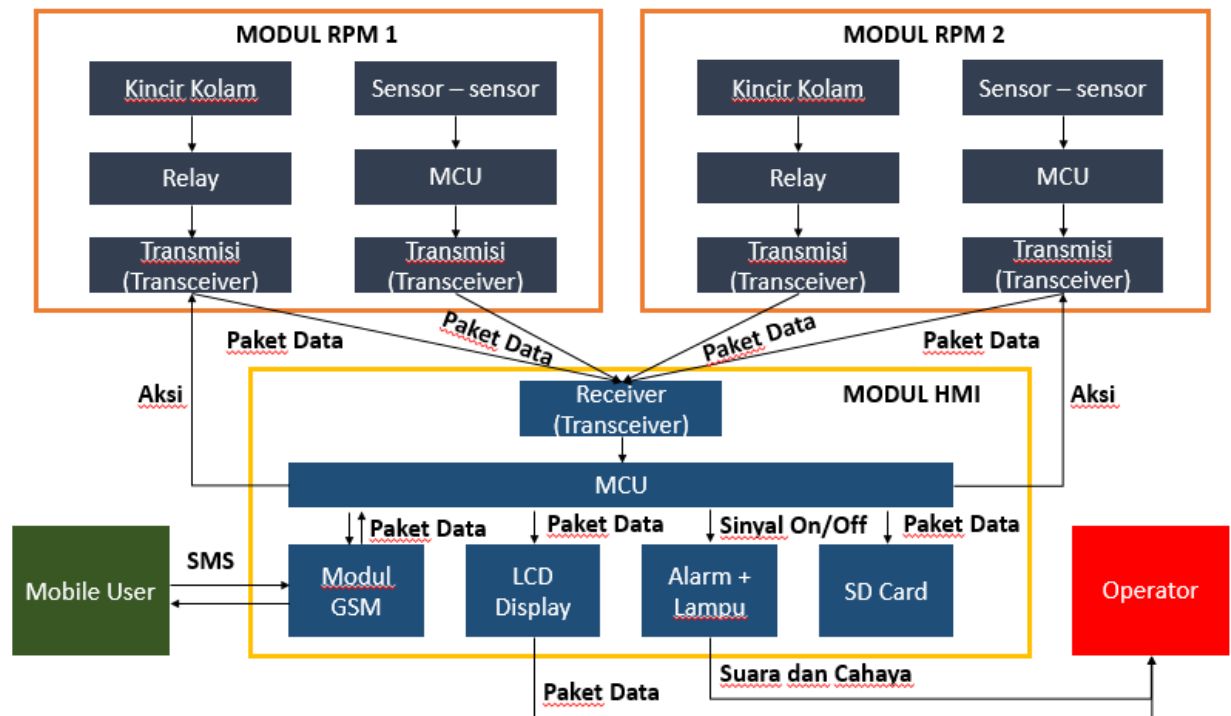 MODUL RPM 1
MODUL RPM 2
Kincir Kolam
Sensor – sensor
Kincir Kolam
Sensor – sensor
Relay
MCU
Relay
MCU
Transmisi
(Transceiver)
Transmisi
(Transceiver)
Transmisi
(Transceiver)
Transmisi
(Transceiver)
Paket Data
Paket Data
Paket Data
Paket Data
Aksi
Receiver
(Transceiver)
MODUL HMI
Aksi
MCU
Paket Data
Paket Data
Sinyal On/Off
Paket Data
SMS
Mobile User
Modul
GSM
LCD
Display
Alarm +
Lampu
SD Card
Operator
Suara dan Cahaya
Paket Data